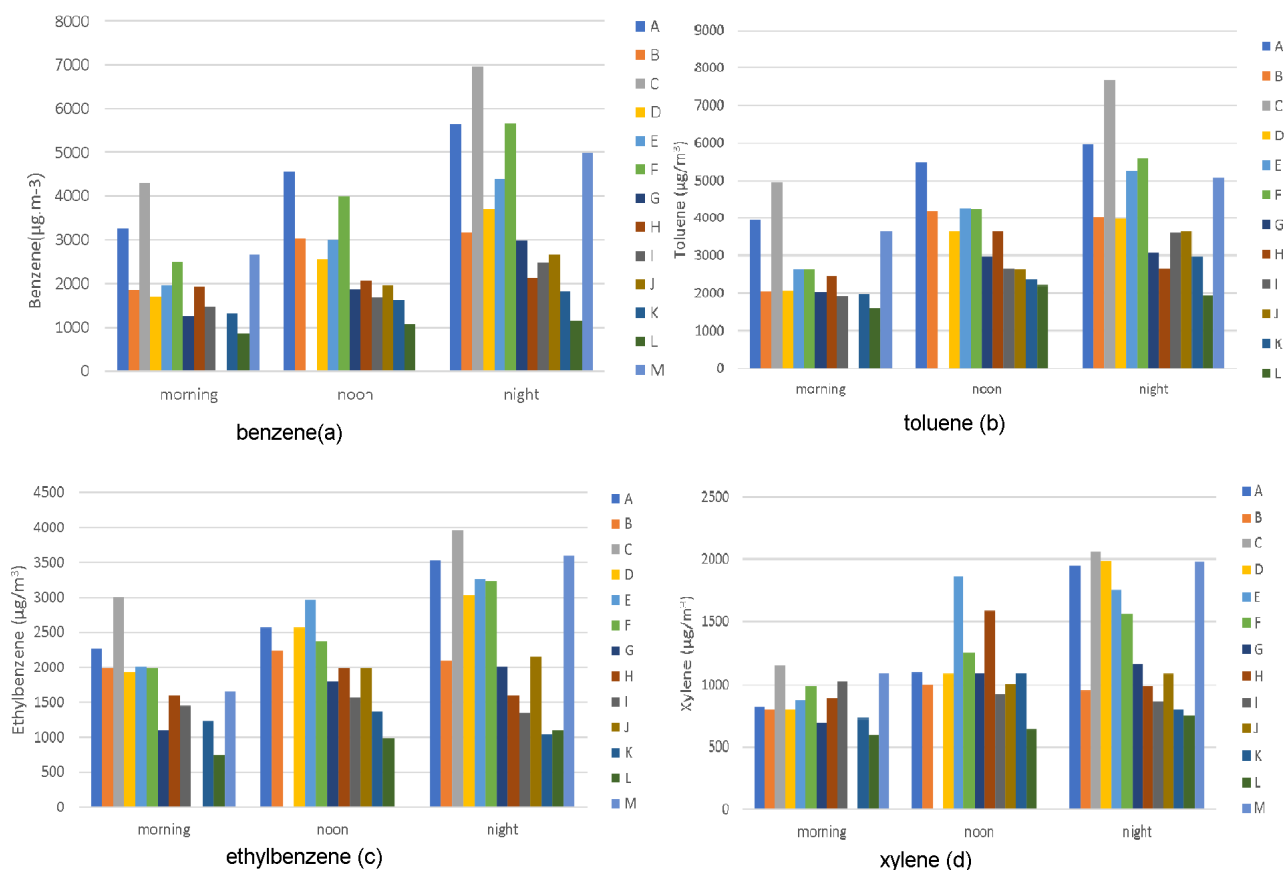 8000
7000
6000
5000
4000
3000
2000
1000
0
Benzene(µg.m-3)
morning noon night
A
B
C
D
E
F
G
H
I
J
K
L
M
benzene(a)
9000
8000
7000
6000
5000
4000
3000
2000
1000
0
Toluene (µg/m³)
morning noon night
A
B
C
D
E
F
G
H
I
J
K
L
toluene (b)
4500
4000
3500
3000
2500
2000
1500
1000
500
0
Ethylbenzene (µg/m³)
morning noon night
A
B
C
D
E
F
G
H
I
J
K
L
M
ethylbenzene (c)
2500
2000
1500
1000
500
0
Xylene (µg/m³)
morning noon night
A
B
C
D
E
F
G
H
I
J
K
L
M
xylene (d)